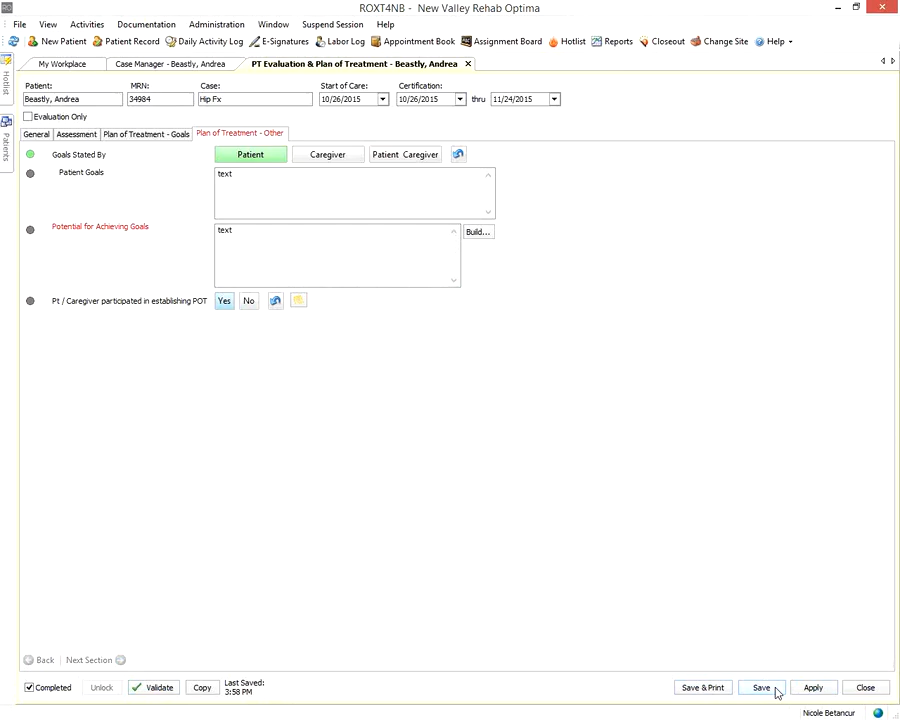 ROXT4NB - New Valley Rehab Optima
File View Activities Documentation Administration Window Suspend Session Help
New Patient Patient Record Daily Activity Log E-Signatures Labor Log Appointment Book Assignment Board Hotlist Reports Closeout Change Site Help
My Workplace Case Manager - Beastly, Andrea PT Evaluation & Plan of Treatment - Beastly, Andrea
Hotlist
Patients
Patient: MRN: Case: Start of Care: Certification:
Beastly, Andrea 34984 Hip Fx 10/26/2015 10/26/2015 thru 11/24/2015
Evaluation Only
General Assessment Plan of Treatment - Goals Plan of Treatment - Other
Goals Stated By Patient Caregiver Patient Caregiver
Patient Goals text
Potential for Achieving Goals text Build...
Pt / Caregiver participated in establishing POT Yes No
Back Next Section
Completed Unlock Validate Copy Last Saved: Save & Print Save Apply Close
3:58 PM
Nicole Betancur